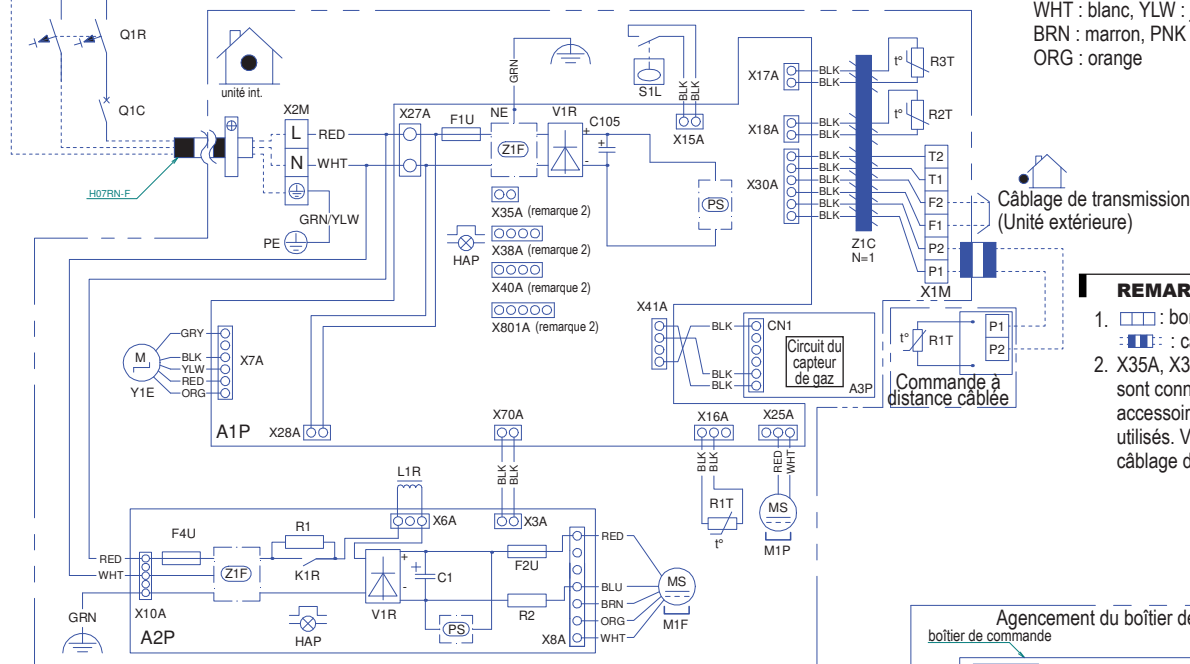 WHT : blanc, YLW :
BRN : marron, PNK
ORG : orange
Q1R
Q1C
H07RN-F
unité int.
X2M
L
N
RED
WHT
GRN/YLW
PE
X27A
F1U
NE
Z1F
V1R
C105
+
-
+
GRN
S1L
BLK
BLK
X15A
PS
X35A (remarque 2)
X38A (remarque 2)
X40A (remarque 2)
X801A (remarque 2)
HAP
X17A
BLK
BLK
X18A
BLK
BLK
X30A
BLK
BLK
BLK
BLK
BLK
BLK
Z1C
N=1
t°
R3T
t°
R2T
T2
T1
F2
F1
P2
P1
X1M
Câblage de transmission
(Unité extérieure)
REMAR
1.
: bor
: ca
2. X35A, X3
sont conn
accessoir
utilisés. V
câblage d
t°
R1T
P1
P2
Commande à
distance câblée
X41A
BLK
BLK
BLK
CN1
Circuit du
capteur
de gaz
A3P
M
Y1E
GRY
BLK
YLW
RED
ORG
X7A
A1P
X28A
X70A
BLK
BLK
X3A
X16A
BLK
BLK
R1T
t°
X25A
RED
WHT
MS
M1P
L1R
X6A
F4U
R1
K1R
Z1F
V1R
+
-
+
C1
PS
F2U
R2
HAP
RED
WHT
GRN
X10A
A2P
X8A
RED
BLU
BRN
ORG
WHT
MS
M1F
Agencement du boîtier de
boîtier de commande